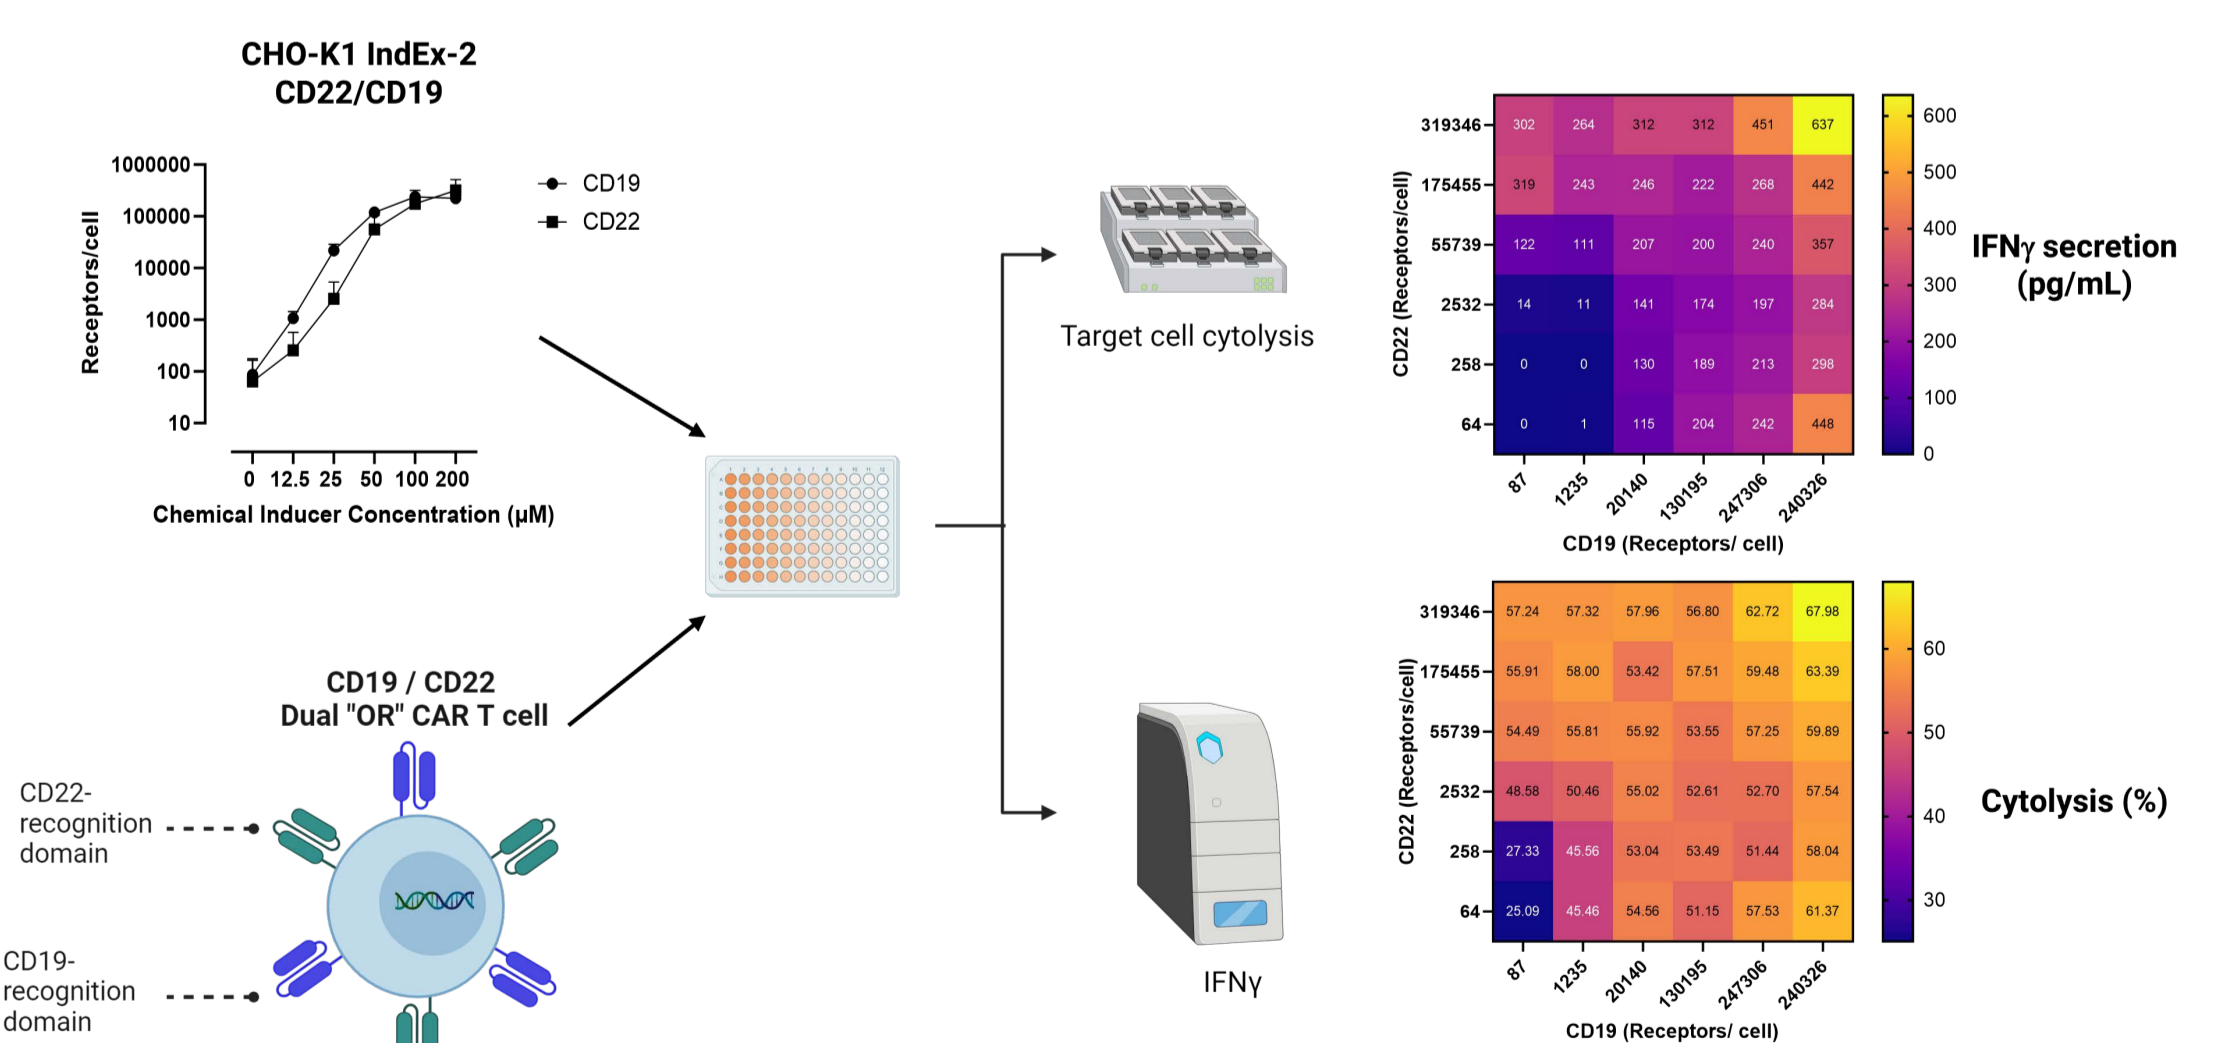 CHO-K1 IndEx-2
CD22/CD19
Receptors/cell
1000000
100000
10000
1000
100
10
0 12.5 25 50 100 200
Chemical Inducer Concentration (µM)
CD19
CD22
CD19 / CD22
Dual "OR" CAR T cell
CD22-
recognition
domain
CD19-
recognition
domain
Target cell cytolysis
IFNγ
CD22 (Receptors/cell)
319346 302 264 312 312 451 637
175455 319 243 246 222 268 442
55739 122 111 207 200 240 357
2532 14 11 141 174 197 284
258 0 0 130 189 213 298
64 0 1 115 204 242 448
87 1235 20140 130195 247306 240326
CD19 (Receptors/ cell)
600
500
400
300
200
100
0
IFNγ secretion
(pg/mL)
CD22 (Receptors/cell)
319346 57.24 57.32 57.96 56.80 62.72 67.98
175455 55.91 58.00 53.42 57.51 59.48 63.39
55739 54.49 55.81 55.92 53.55 57.25 59.89
2532 48.58 50.46 55.02 52.61 52.70 57.54
258 27.33 45.56 53.04 53.49 51.44 58.04
64 25.09 45.46 54.56 51.15 57.53 61.37
87 1235 20140 130195 247306 240326
CD19 (Receptors/ cell)
60
50
40
30
Cytolysis (%)